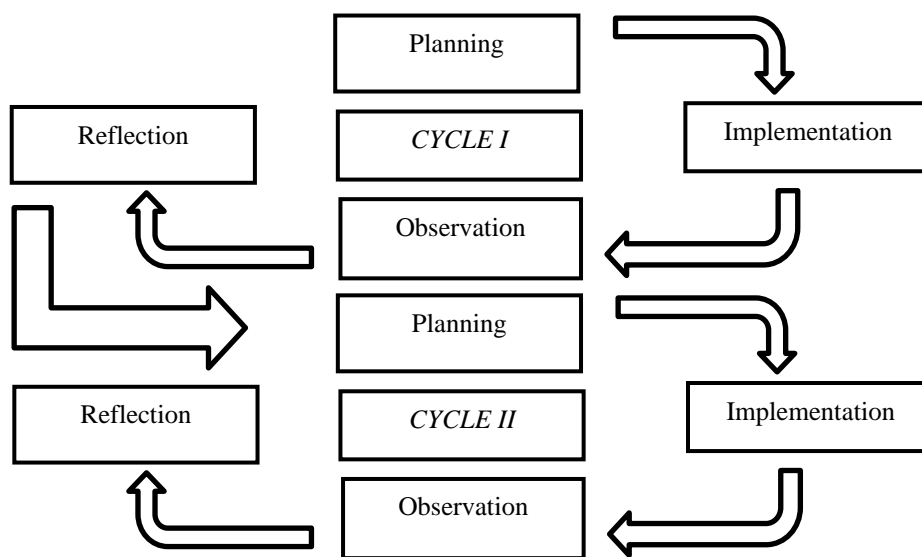 Planning
Reflection
CYCLE I
Implementation
Observation
Planning
Reflection
CYCLE II
Implementation
Observation